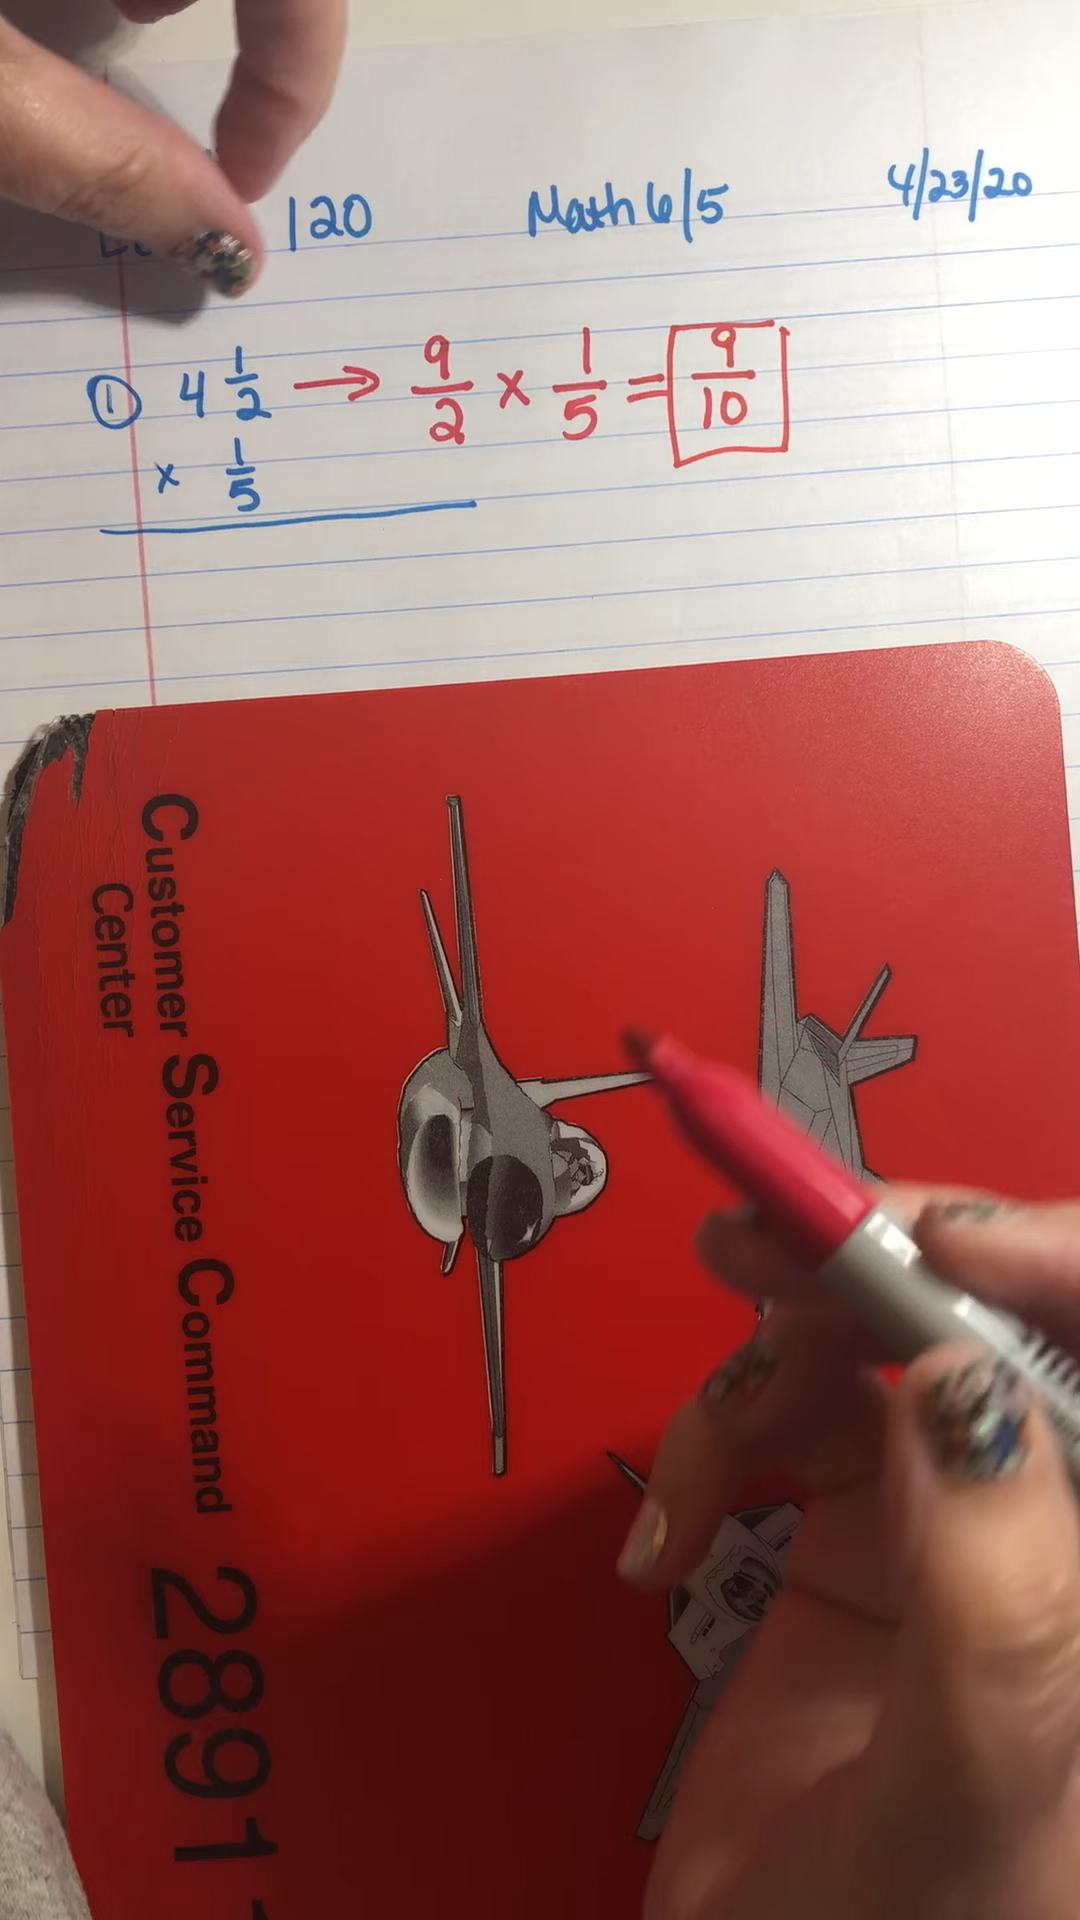 120 Math 6/5 4/23/20
① 4 1/2 → 9/2 x 1/5 = 9/10
x 1/5
Customer Service Command
Center
2891